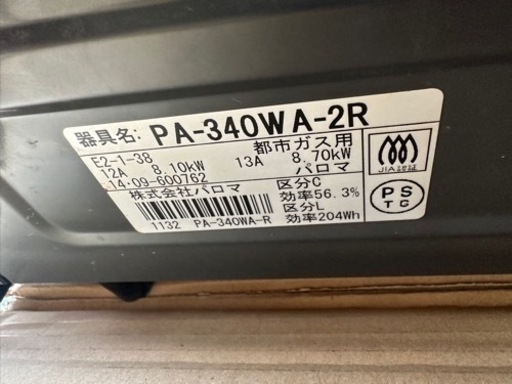 器具名: PA-340WA-2R
E2-1-38 都市ガス用
12A 8.10kW 13A 8.70kW
14.09-600762 パロマ
株式会社パロマ 区分C
効率56.3%
区分L
1132 PA-340WA-R 効率204Wh
JIA認証
PS
TG